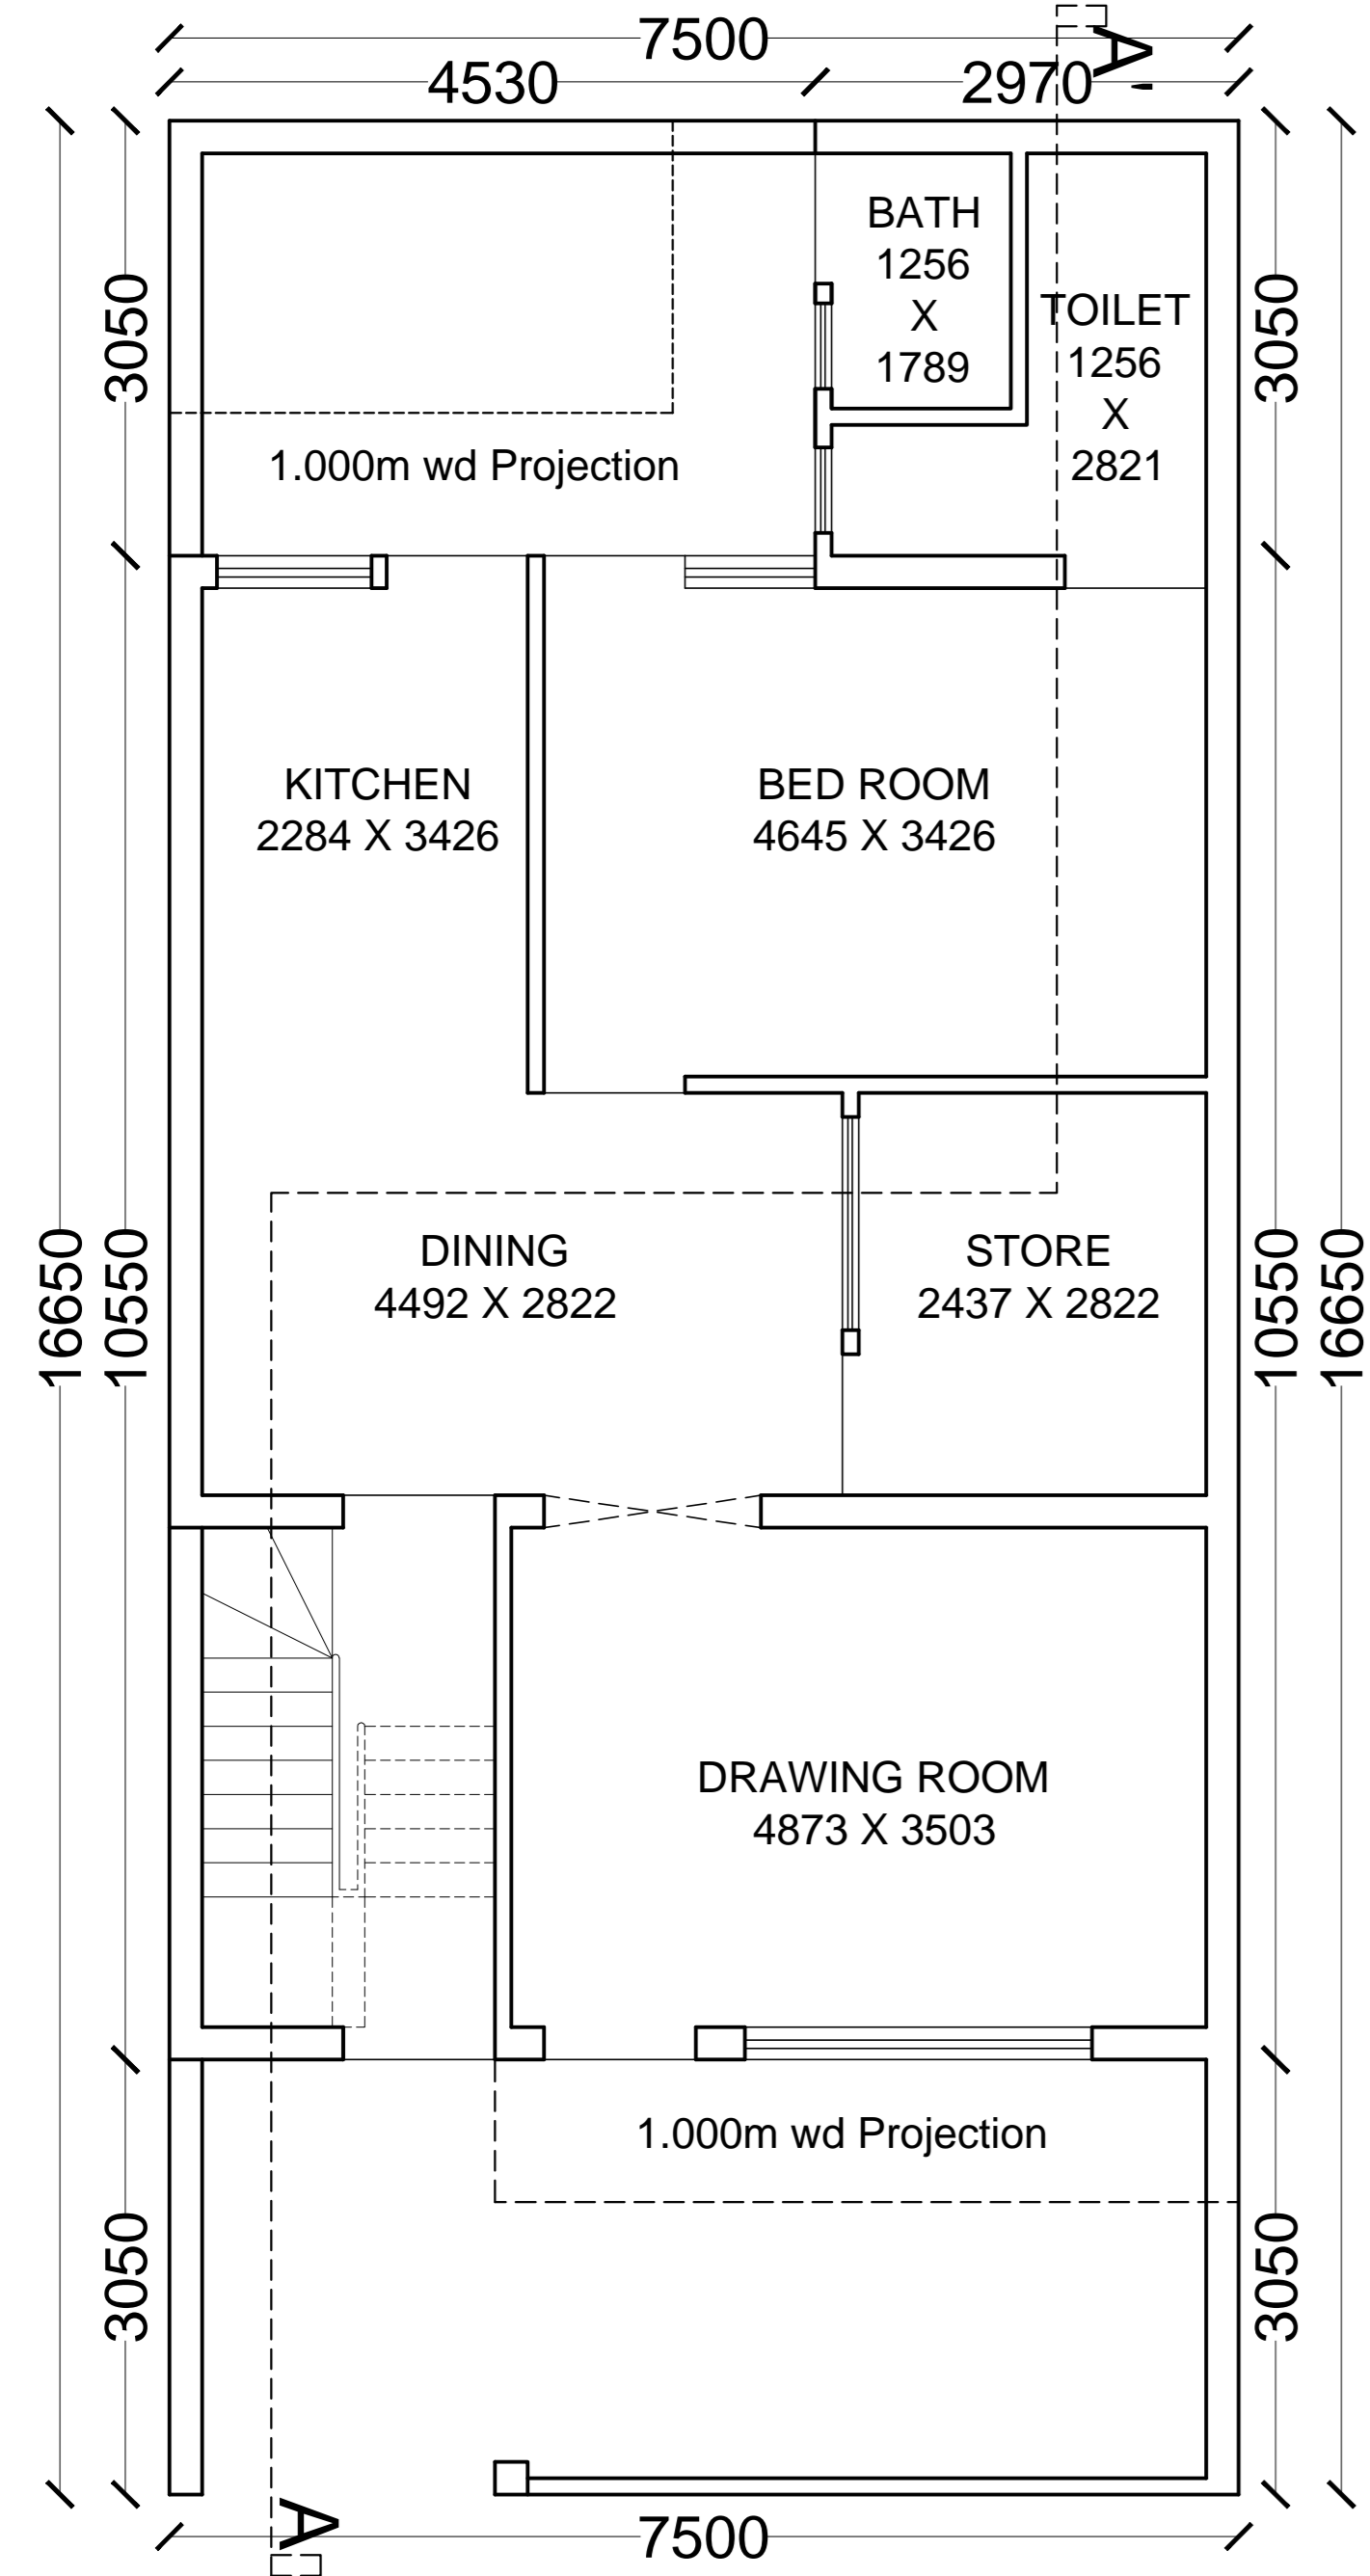 7500
A'
4530
2970
BATH
1256
X
1789
TOILET
1256
X
2821
3050
3050
1.000m wd Projection
KITCHEN
2284 X 3426
BED ROOM
4645 X 3426
16650
10550
DINING
4492 X 2822
STORE
2437 X 2822
10550
16650
DRAWING ROOM
4873 X 3503
1.000m wd Projection
3050
3050
A
7500